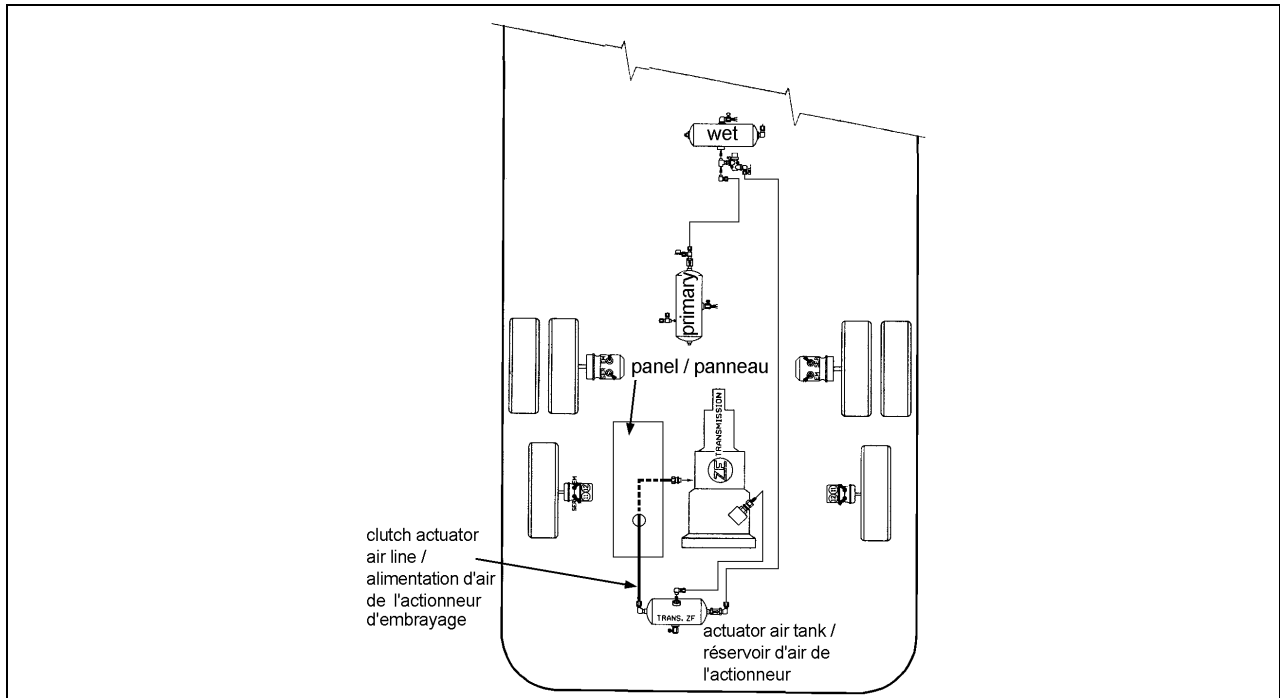 wet
primary
panel / panneau
TRANSMISSION
ZF
clutch actuator
air line /
alimentation d'air
de l'actionneur
d'embrayage
TRANS. ZF
actuator air tank /
réservoir d'air de
l'actionneur